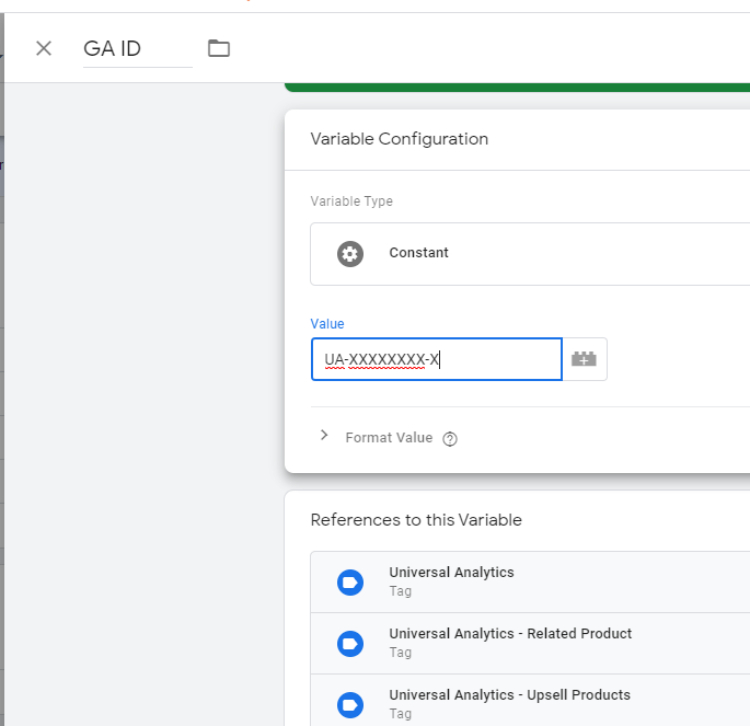 GA ID
Variable Configuration
Variable Type
Constant
Value
UA-XXXXXXXX-X
Format Value
References to this Variable
Universal Analytics
Tag
Universal Analytics - Related Product
Tag
Universal Analytics - Upsell Products
Tag